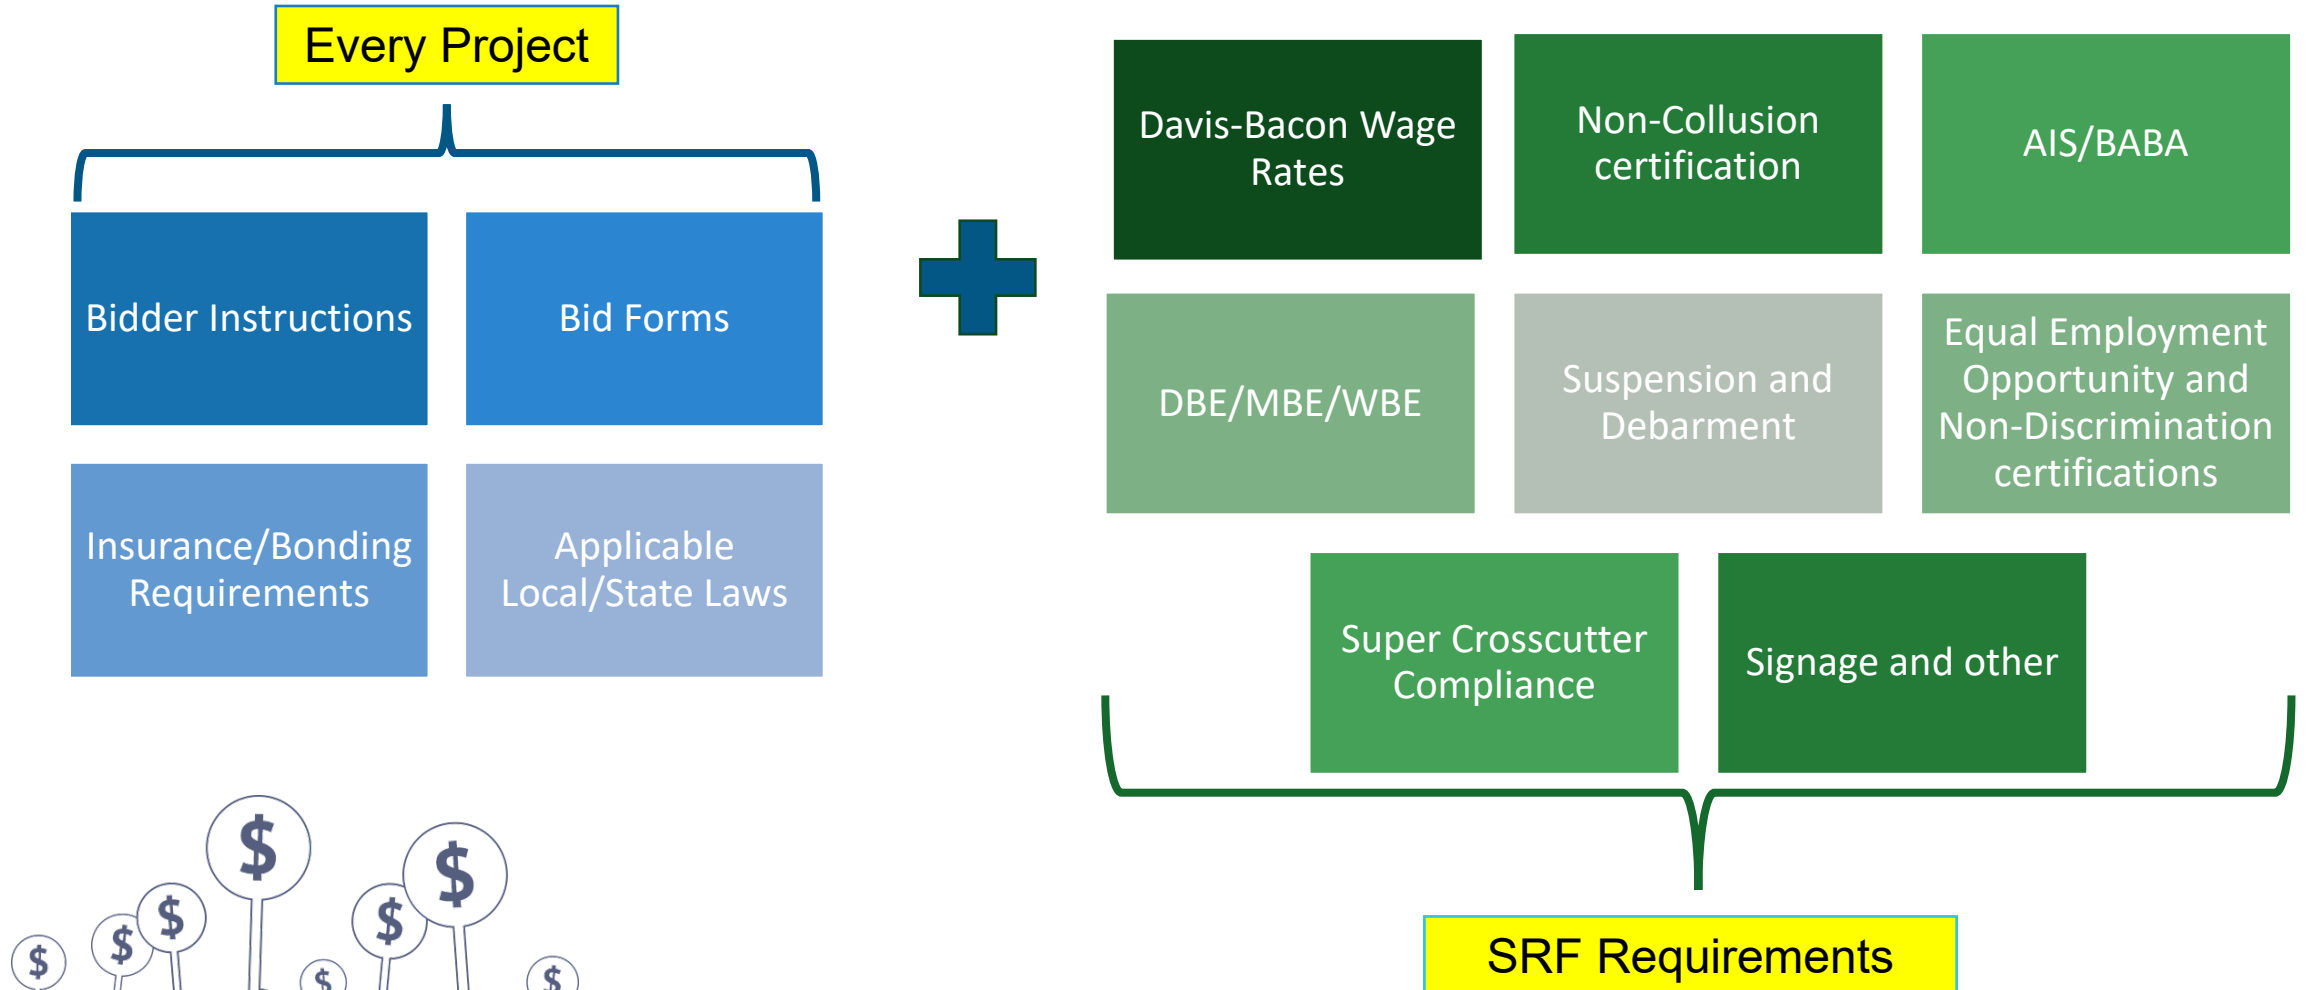 Every Project
Bidder Instructions
Bid Forms
Insurance/Bonding
Requirements
Applicable
Local/State Laws
Davis-Bacon Wage
Rates
Non-Collusion
certification
AIS/BABA
DBE/MBE/WBE
Suspension and
Debarment
Equal Employment
Opportunity and
Non-Discrimination
certifications
Super Crosscutter
Compliance
Signage and other
SRF Requirements
$
$
$
$
$
$
$
$